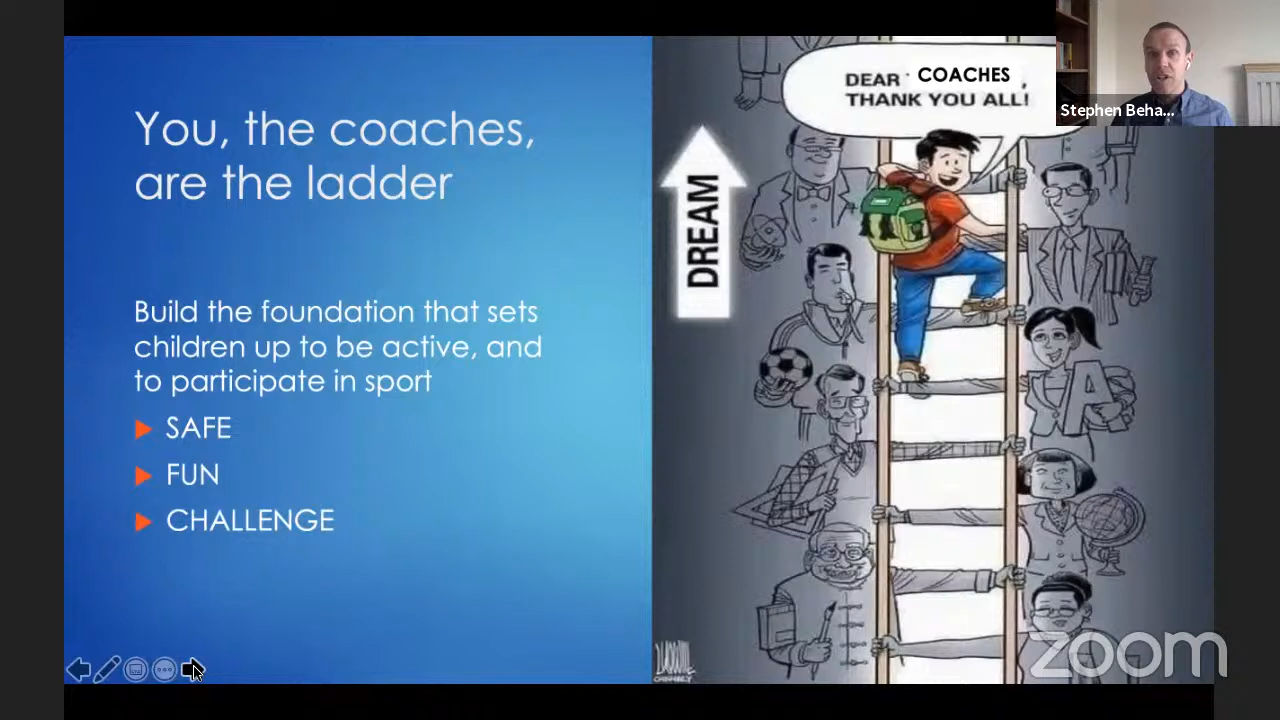 You, the coaches,
are the ladder
Build the foundation that sets
children up to be active, and
to participate in sport
SAFE
FUN
CHALLENGE
DEAR COACHES ,
THANK YOU ALL!
DREAM
A
Stephen Beha...
zoom